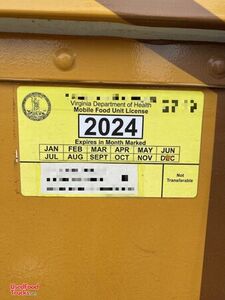 Virginia Department of Health
Mobile Food Unit License
2024
Expires in Month Marked
JAN FEB MAR APR MAY JUN
JUL AUG SEPT OCT NOV DEC
Not
Transferable
UsedFood
Trucks